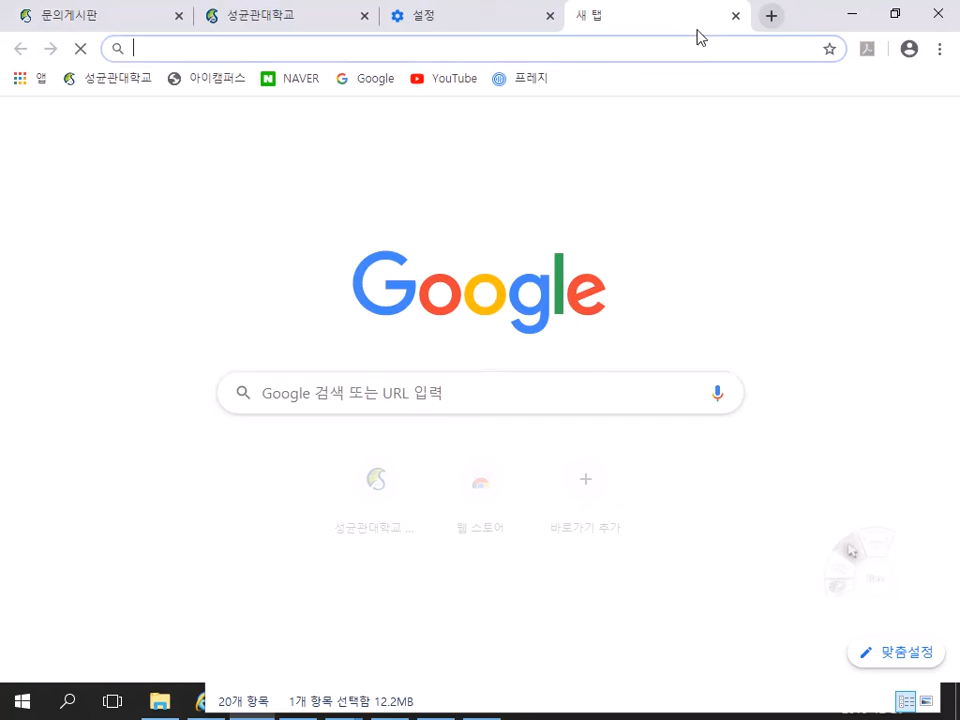 문의게시판
성균관대학교
설정
새 탭
앱
성균관대학교
아이캠퍼스
NAVER
Google
YouTube
프레지
Google
Google 검색 또는 URL 입력
성균관대학교 ...
웹 스토어
바로가기 추가
맞춤설정
20개 항목
1개 항목 선택함 12.2MB